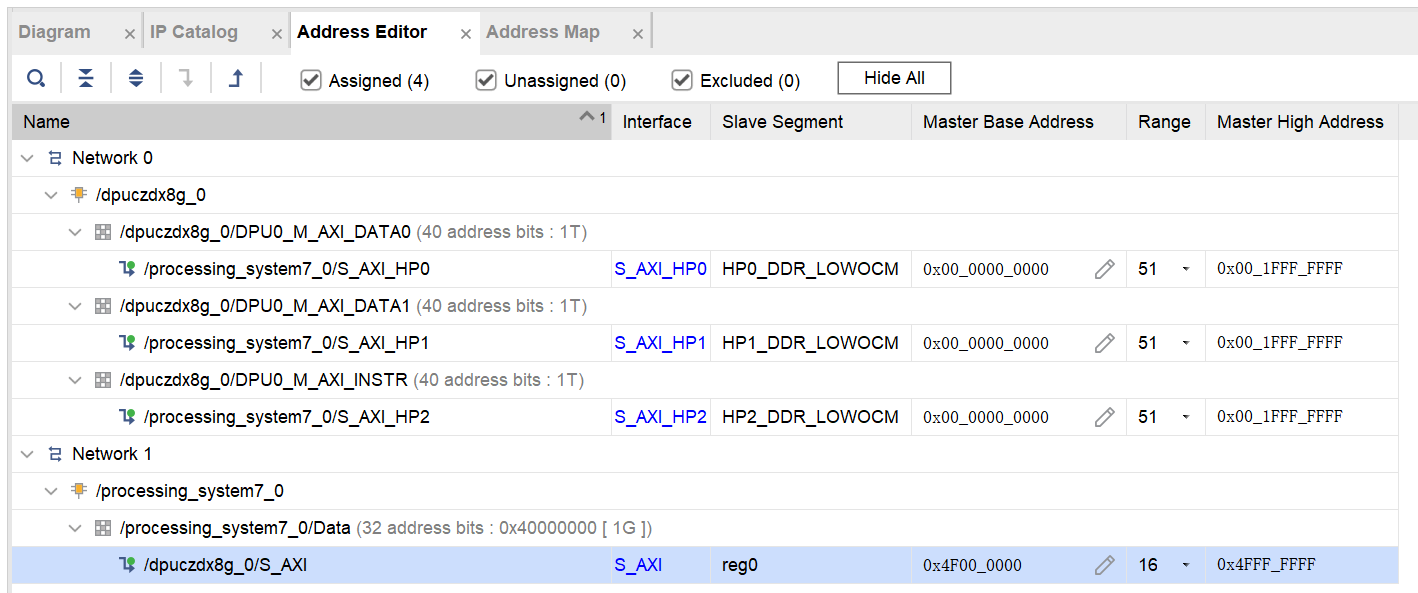 Diagram × IP Catalog × Address Editor × Address Map ×
Assigned (4) Unassigned (0) Excluded (0) Hide All
Name 1 Interface Slave Segment Master Base Address Range Master High Address
Network 0
/dpuczdx8g_0
/dpuczdx8g_0/DPU0_M_AXI_DATA0 (40 address bits : 1T)
/processing_system7_0/S_AXI_HP0 S_AXI_HP0 HP0_DDR_LOWOCM 0x00_0000_0000 51 0x00_1FFF_FFFF
/dpuczdx8g_0/DPU0_M_AXI_DATA1 (40 address bits : 1T)
/processing_system7_0/S_AXI_HP1 S_AXI_HP1 HP1_DDR_LOWOCM 0x00_0000_0000 51 0x00_1FFF_FFFF
/dpuczdx8g_0/DPU0_M_AXI_INSTR (40 address bits : 1T)
/processing_system7_0/S_AXI_HP2 S_AXI_HP2 HP2_DDR_LOWOCM 0x00_0000_0000 51 0x00_1FFF_FFFF
Network 1
/processing_system7_0
/processing_system7_0/Data (32 address bits : 0x40000000 [ 1G ])
/dpuczdx8g_0/S_AXI S_AXI reg0 0x4F00_0000 16 0x4FFF_FFFF